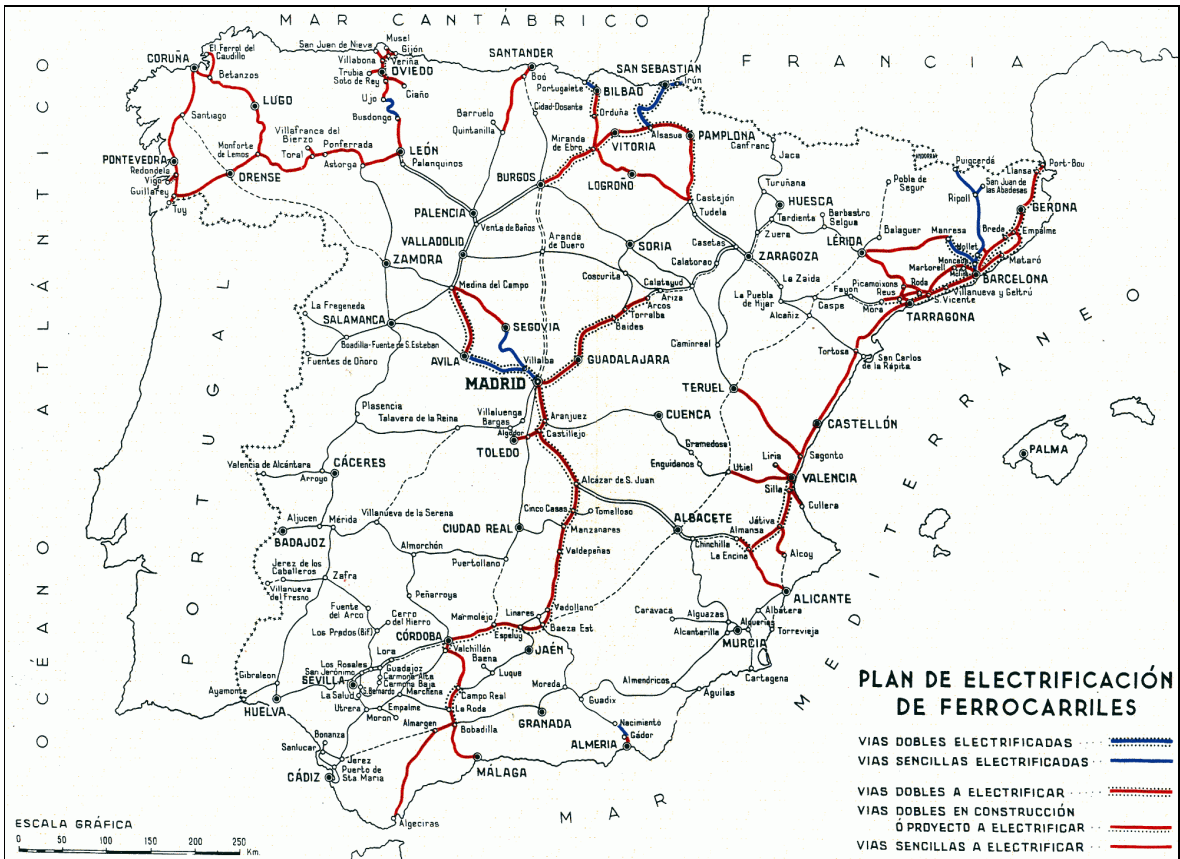 MAR CANTÁBRICO
FRANCIA
OCÉANO ATLÁNTICO
PORTUGAL
MAR
MEDITERRÁNEO
CORUÑA
El Ferrol del
Caudillo
Betanzos
LUGO
Santiago
PONTEVEDRA
Redondela
Vigo
Guillarey
Tuy
ORENSE
Monforte
de Lemos
Villafranca del
Bierzo
Toral
Ponferrada
Astorga
San Juan de Nieva
Musel
Gijón
Veriña
Villabona
Trubia
OVIEDO
Soto de Rey
Ciaño
Ujo
Busdongo
LEÓN
Palanquinos
SANTANDER
Boó
Cidad-Dosante
Barruelo
Quintanilla
Portugalete
BILBAO
Orduña
Miranda
de Ebro
VITORIA
SAN SEBASTIAN
Irún
Alsasua
PAMPLONA
LOGROÑO
Castejón
Tudela
BURGOS
PALENCIA
Venta de Baños
VALLADOLID
ZAMORA
Aranda
de Duero
SORIA
Coscurita
Canfranc
Jaca
Turuñana
HUESCA
Tardienta
Zuera
Barbastro
Selgua
Casetas
ZARAGOZA
Calatorao
Calatayud
Ariza
Arcos
Torralba
Baides
La Zaida
La Puebla
de Hijar
Alcañiz
Caspe
Fayon
Mora
Reus
Picamoixons
Roda
S. Vicente
TARRAGONA
Villanueva y Geltrú
LÉRIDA
Balaguer
Pobla de
Segur
ANDORRA
Puigcerdá
San Juan de
las Abadesas
Ripoll
Manresa
Mollet
Moncada
Martorell
Molins
BARCELONA
Mataró
Breda
Empalme
GERONA
Llansa
Port-Bou
Medina del Campo
SEGOVIA
AVILA
Villalba
MADRID
GUADALAJARA
SALAMANCA
La Fregeneda
Boadilla-Fuente de S. Esteban
Fuentes de Oñoro
Plasencia
Talavera de la Reina
Villaluenga
Bargas
Algodor
TOLEDO
Aranjuez
Castillejo
CUENCA
Caminreal
TERUEL
Tortosa
San Carlos
de la Rápita
CASTELLÓN
Sagunto
Liria
VALENCIA
Silla
Cullera
Utiel
Enguidanos
Játiva
Almansa
La Encina
Alcoy
ALICANTE
PALMA
Valencia de Alcántara
CÁCERES
Arroyo
Aljucen
Mérida
BADAJOZ
Villanueva de la Serena
CIUDAD REAL
Almorchón
Puertollano
Alcázar de S. Juan
Cinco Casas
Tomelloso
Manzanares
Valdepeñas
ALBACETE
Chinchilla
Jerez de los
Caballeros
Villanueva
del Fresno
Zafra
Fuente
del Arco
Cerro
del Hierro
Los Prados (Bif)
Peñarroya
Marmolejo
Linares
Vadollano
Espeluy
Baeza Est
CÓRDOBA
Valchillón
JAÉN
Baena
Luque
Moreda
Guadix
Lora
Los Rosales
San Jerónimo
Guadajoz
Carmona Alta
Carmona Baja
SEVILLA
S. Bernardo
La Salud
Marchena
Utrera
Empalme
Moron
Campo Real
La Roda
Bobadilla
Almargen
GRANADA
MÁLAGA
Algeciras
Gibraleon
Ayamonte
HUELVA
Bonanza
Sanlucar
Jerez
Puerto de
Sta Maria
CÁDIZ
Nacimiento
Gádor
ALMERIA
Almendricos
Aguilas
Caravaca
Alguazas
Alcantarilla
MURCIA
Alquerias
Albatera
Torrevieja
Cartagena
PLAN DE ELECTRIFICACIÓN
DE FERROCARRILES
VIAS DOBLES ELECTRIFICADAS
VIAS SENCILLAS ELECTRIFICADAS
VIAS DOBLES A ELECTRIFICAR
VIAS DOBLES EN CONSTRUCCIÓN
Ó PROYECTO A ELECTRIFICAR
VIAS SENCILLAS A ELECTRIFICAR
ESCALA GRÁFICA
0 50 100 150 200 250
Km.